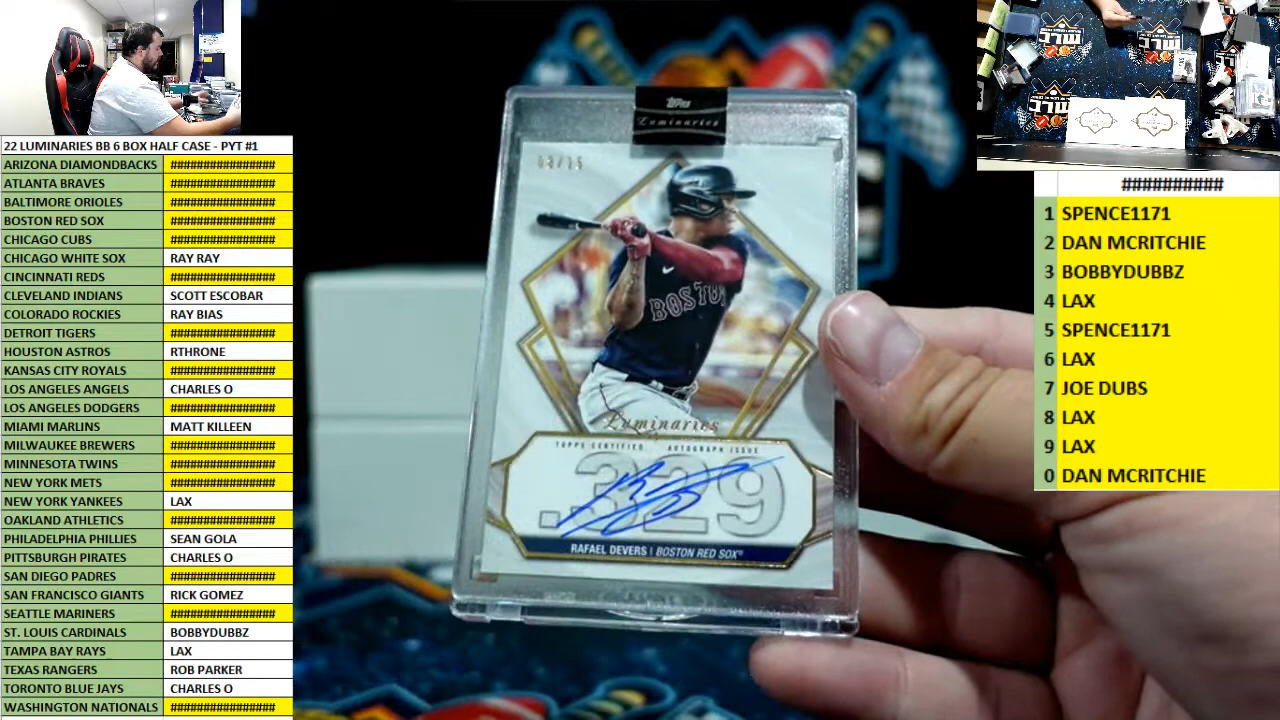 22 LUMINARIES BB 6 BOX HALF CASE - PYT #1
ARIZONA DIAMONDBACKS ################
ATLANTA BRAVES ################
BALTIMORE ORIOLES ################
BOSTON RED SOX ################
CHICAGO CUBS ################
CHICAGO WHITE SOX RAY RAY
CINCINNATI REDS ################
CLEVELAND INDIANS SCOTT ESCOBAR
COLORADO ROCKIES RAY BIAS
DETROIT TIGERS ################
HOUSTON ASTROS RTHRONE
KANSAS CITY ROYALS ################
LOS ANGELES ANGELS CHARLES O
LOS ANGELES DODGERS ################
MIAMI MARLINS MATT KILLEEN
MILWAUKEE BREWERS ################
MINNESOTA TWINS ################
NEW YORK METS ################
NEW YORK YANKEES LAX
OAKLAND ATHLETICS ################
PHILADELPHIA PHILLIES SEAN GOLA
PITTSBURGH PIRATES CHARLES O
SAN DIEGO PADRES ################
SAN FRANCISCO GIANTS RICK GOMEZ
SEATTLE MARINERS ################
ST. LOUIS CARDINALS BOBBYDUBBZ
TAMPA BAY RAYS LAX
TEXAS RANGERS ROB PARKER
TORONTO BLUE JAYS CHARLES O
WASHINGTON NATIONALS ################
Topps
Luminaries
BOSTON
Luminaries
TOPPS CERTIFIED AUTOGRAPH ISSUE
.329
RAFAEL DEVERS | BOSTON RED SOX®
##########
1 SPENCE1171
2 DAN MCRITCHIE
3 BOBBYDUBBZ
4 LAX
5 SPENCE1171
6 LAX
7 JOE DUBS
8 LAX
9 LAX
0 DAN MCRITCHIE